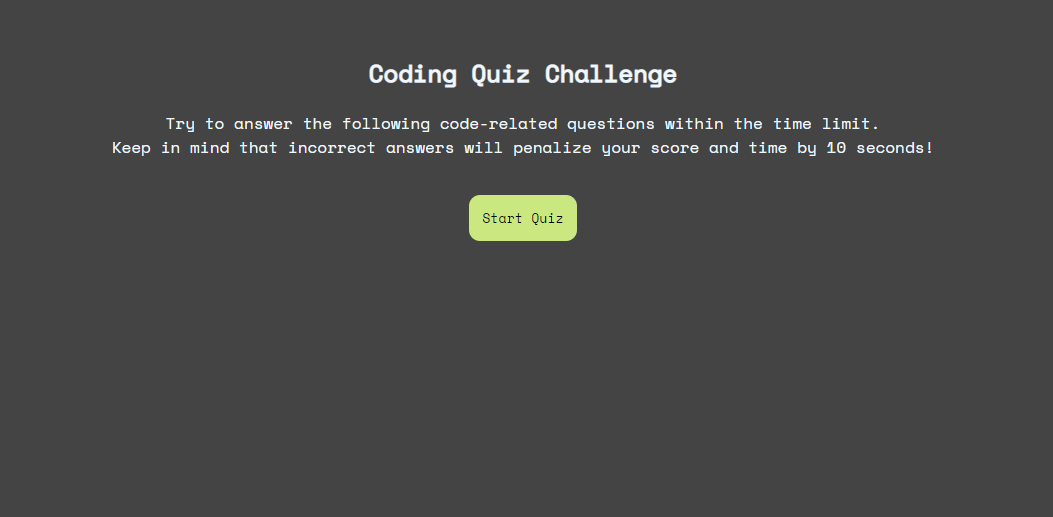 Coding Quiz Challenge
Try to answer the following code-related questions within the time limit.
Keep in mind that incorrect answers will penalize your score and time by 10 seconds!
Start Quiz